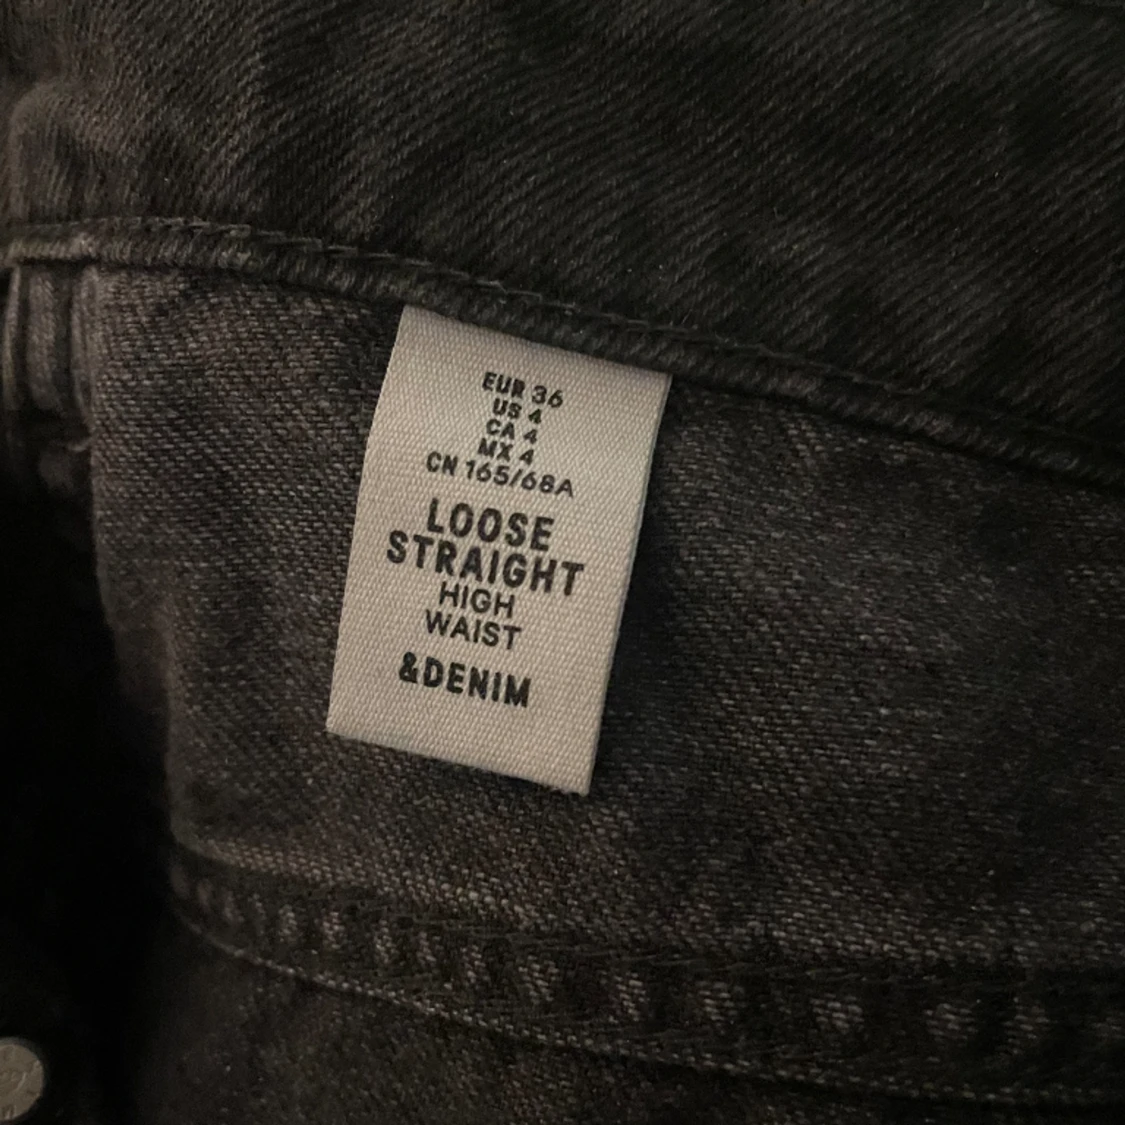 EUR 36
US 4
CA 4
MX 4
CN 165/68A
LOOSE
STRAIGHT
HIGH
WAIST
&DENIM